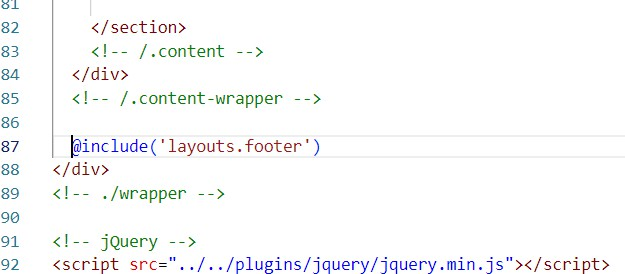 81
82 </section>
83 <!-- /.content -->
84 </div>
85 <!-- /.content-wrapper -->
86
87 @include('layouts.footer')
88 </div>
89 <!-- ./wrapper -->
90
91 <!-- jQuery -->
92 <script src="../../plugins/jquery/jquery.min.js"></script>